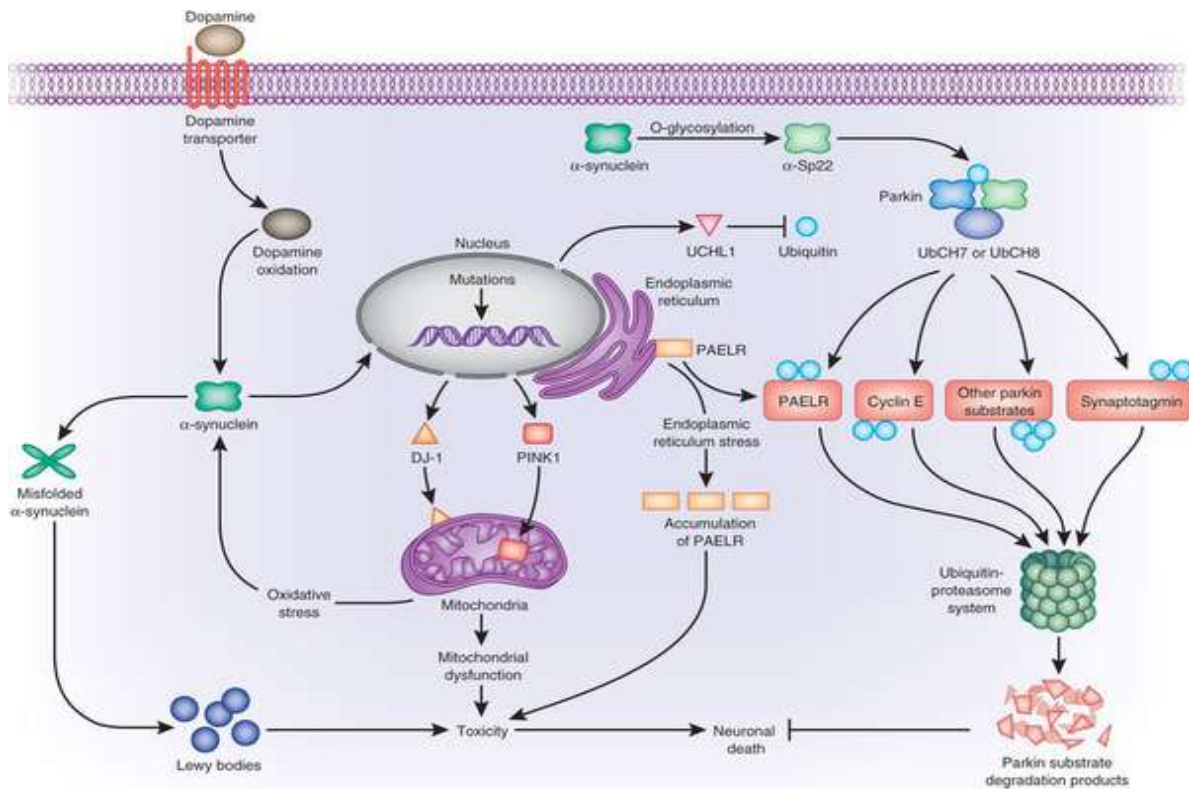 Dopamine
Dopamine
transporter
O-glycosylation
α-synuclein
α-Sp22
Parkin
Dopamine
oxidation
Nucleus
UCHL1
Ubiquitin
UbCH7 or UbCH8
Mutations
Endoplasmic
reticulum
PAELR
PAELR
Cyclin E
Other parkin
substrates
Synaptotagmin
α-synuclein
Endoplasmic
reticulum stress
DJ-1
PINK1
Misfolded
α-synuclein
Accumulation
of PAELR
Oxidative
stress
Mitochondria
Ubiquitin-
proteasome
system
Mitochondrial
dysfunction
Toxicity
Neuronal
death
Lewy bodies
Parkin substrate
degradation products